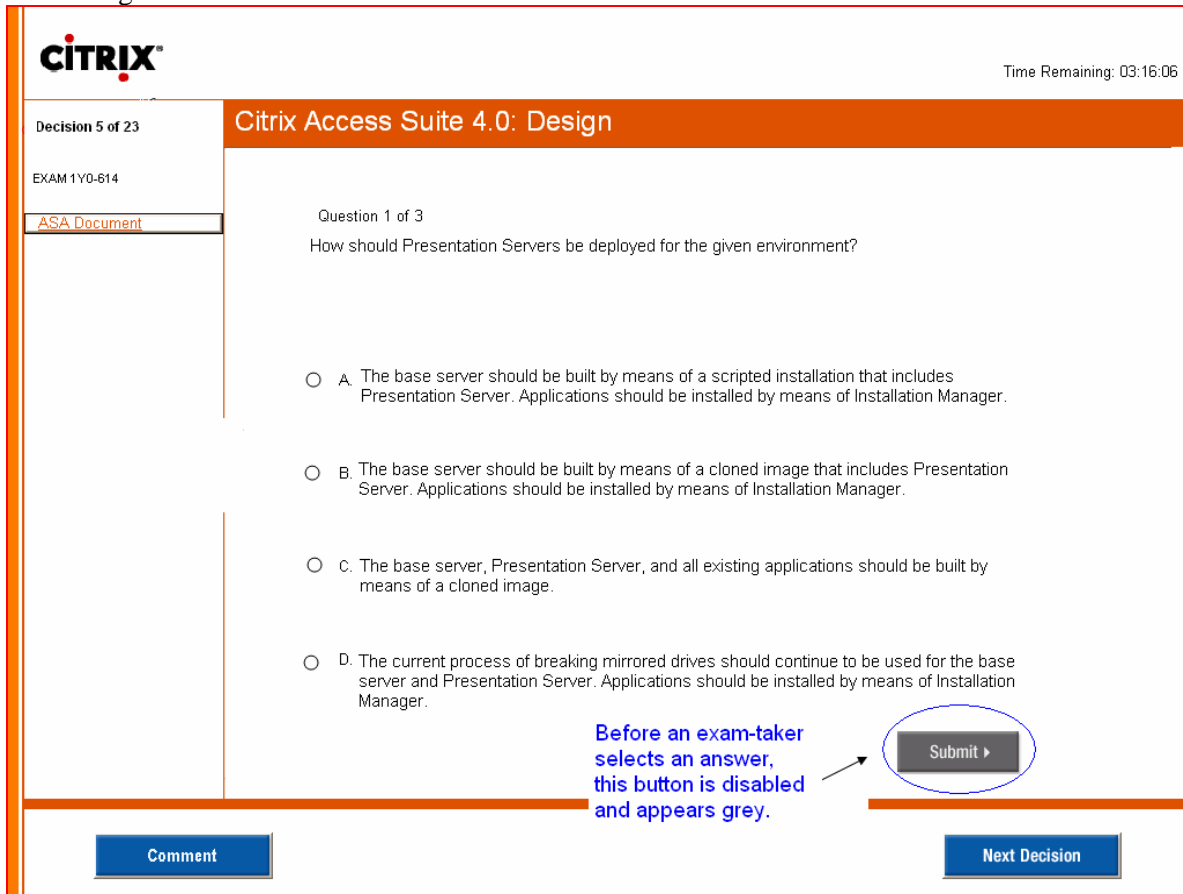 CITRIX®
Time Remaining: 03:16:06
Decision 5 of 23
Citrix Access Suite 4.0: Design
EXAM 1Y0-614
ASA Document
Question 1 of 3
How should Presentation Servers be deployed for the given environment?
A. The base server should be built by means of a scripted installation that includes
Presentation Server. Applications should be installed by means of Installation Manager.
B. The base server should be built by means of a cloned image that includes Presentation
Server. Applications should be installed by means of Installation Manager.
C. The base server, Presentation Server, and all existing applications should be built by
means of a cloned image.
D. The current process of breaking mirrored drives should continue to be used for the base
server and Presentation Server. Applications should be installed by means of Installation
Manager.
Before an exam-taker
selects an answer,
this button is disabled
and appears grey.
Submit
Comment
Next Decision